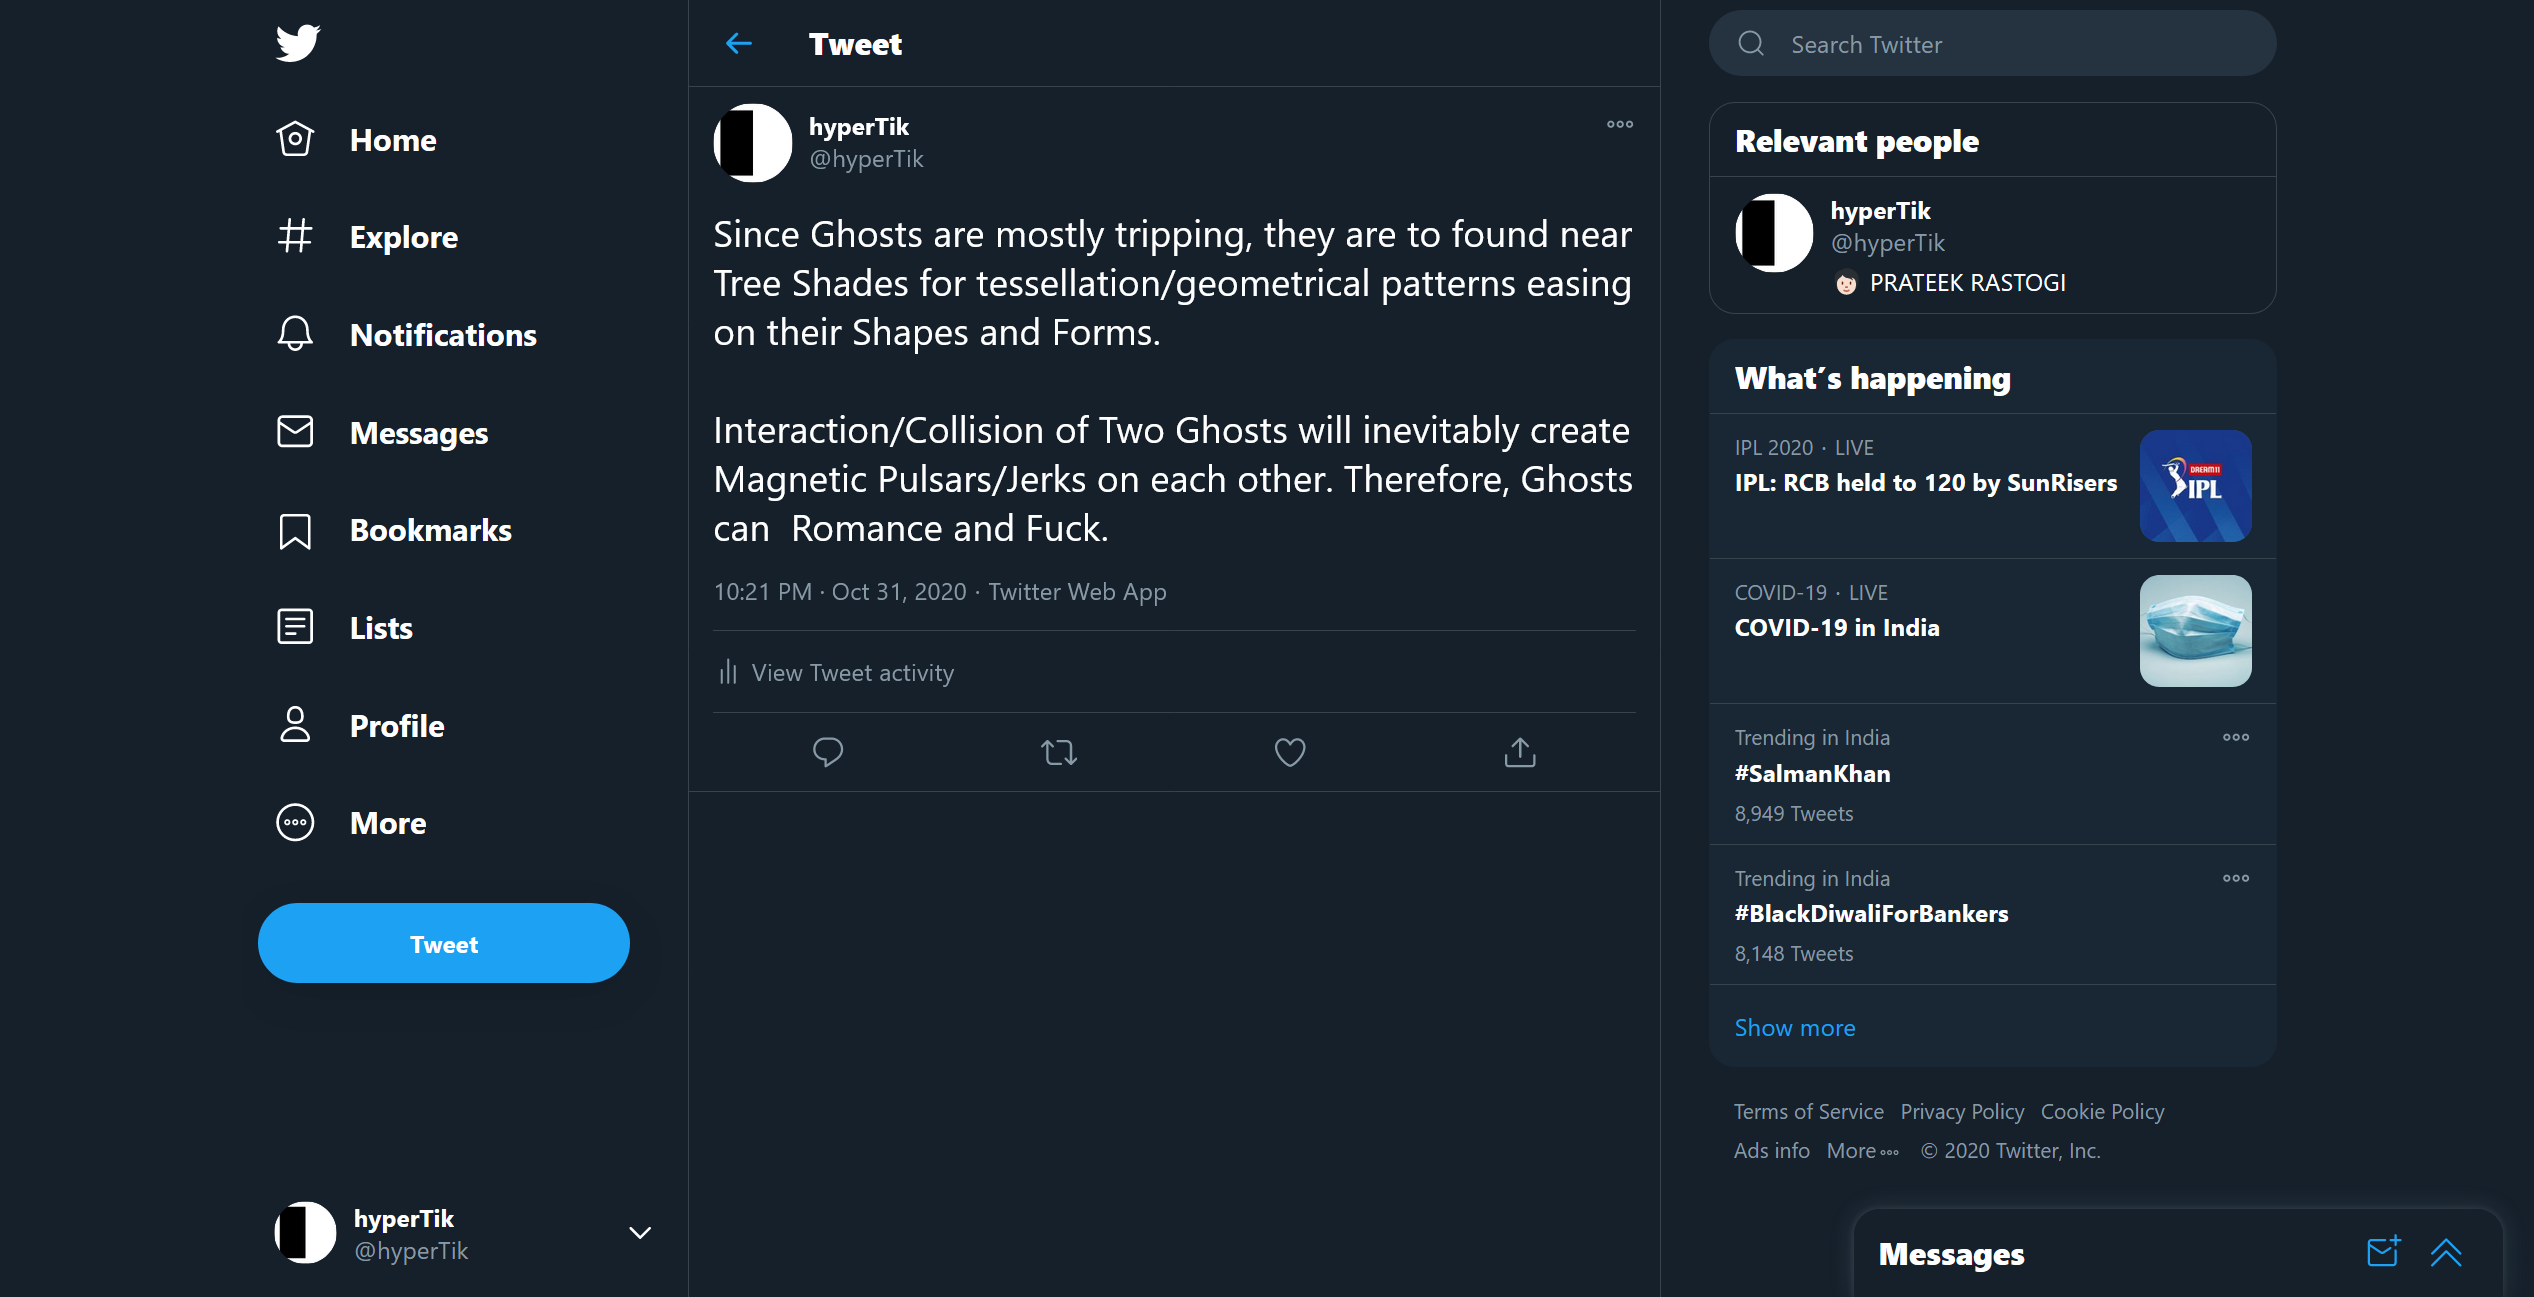 Home
Explore
Notifications
Messages
Bookmarks
Lists
Profile
More
Tweet
hyperTik
@hyperTik
Tweet
hyperTik
@hyperTik
Since Ghosts are mostly tripping, they are to found near
Tree Shades for tessellation/geometrical patterns easing
on their Shapes and Forms.
Interaction/Collision of Two Ghosts will inevitably create
Magnetic Pulsars/Jerks on each other. Therefore, Ghosts
can  Romance and Fuck.
10:21 PM · Oct 31, 2020 · Twitter Web App
View Tweet activity
Search Twitter
Relevant people
hyperTik
@hyperTik
PRATEEK RASTOGI
What's happening
IPL 2020 · LIVE
IPL: RCB held to 120 by SunRisers
DREAM11
IPL
COVID-19 · LIVE
COVID-19 in India
Trending in India
#SalmanKhan
8,949 Tweets
Trending in India
#BlackDiwaliForBankers
8,148 Tweets
Show more
Terms of Service Privacy Policy Cookie Policy
Ads info More © 2020 Twitter, Inc.
Messages